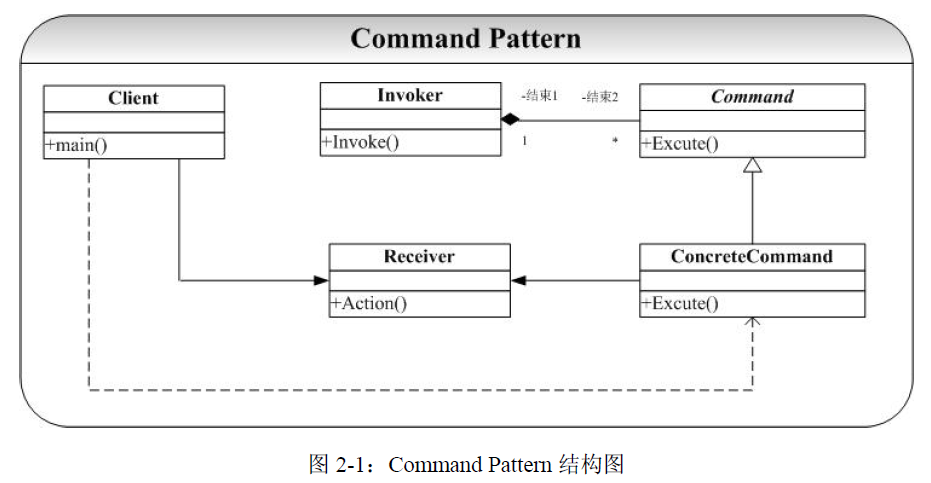 Command Pattern
Client
+main()
Invoker
+Invoke()
-结束1
-结束2
1
*
Command
+Excute()
Receiver
+Action()
ConcreteCommand
+Excute()
图 2-1：Command Pattern 结构图